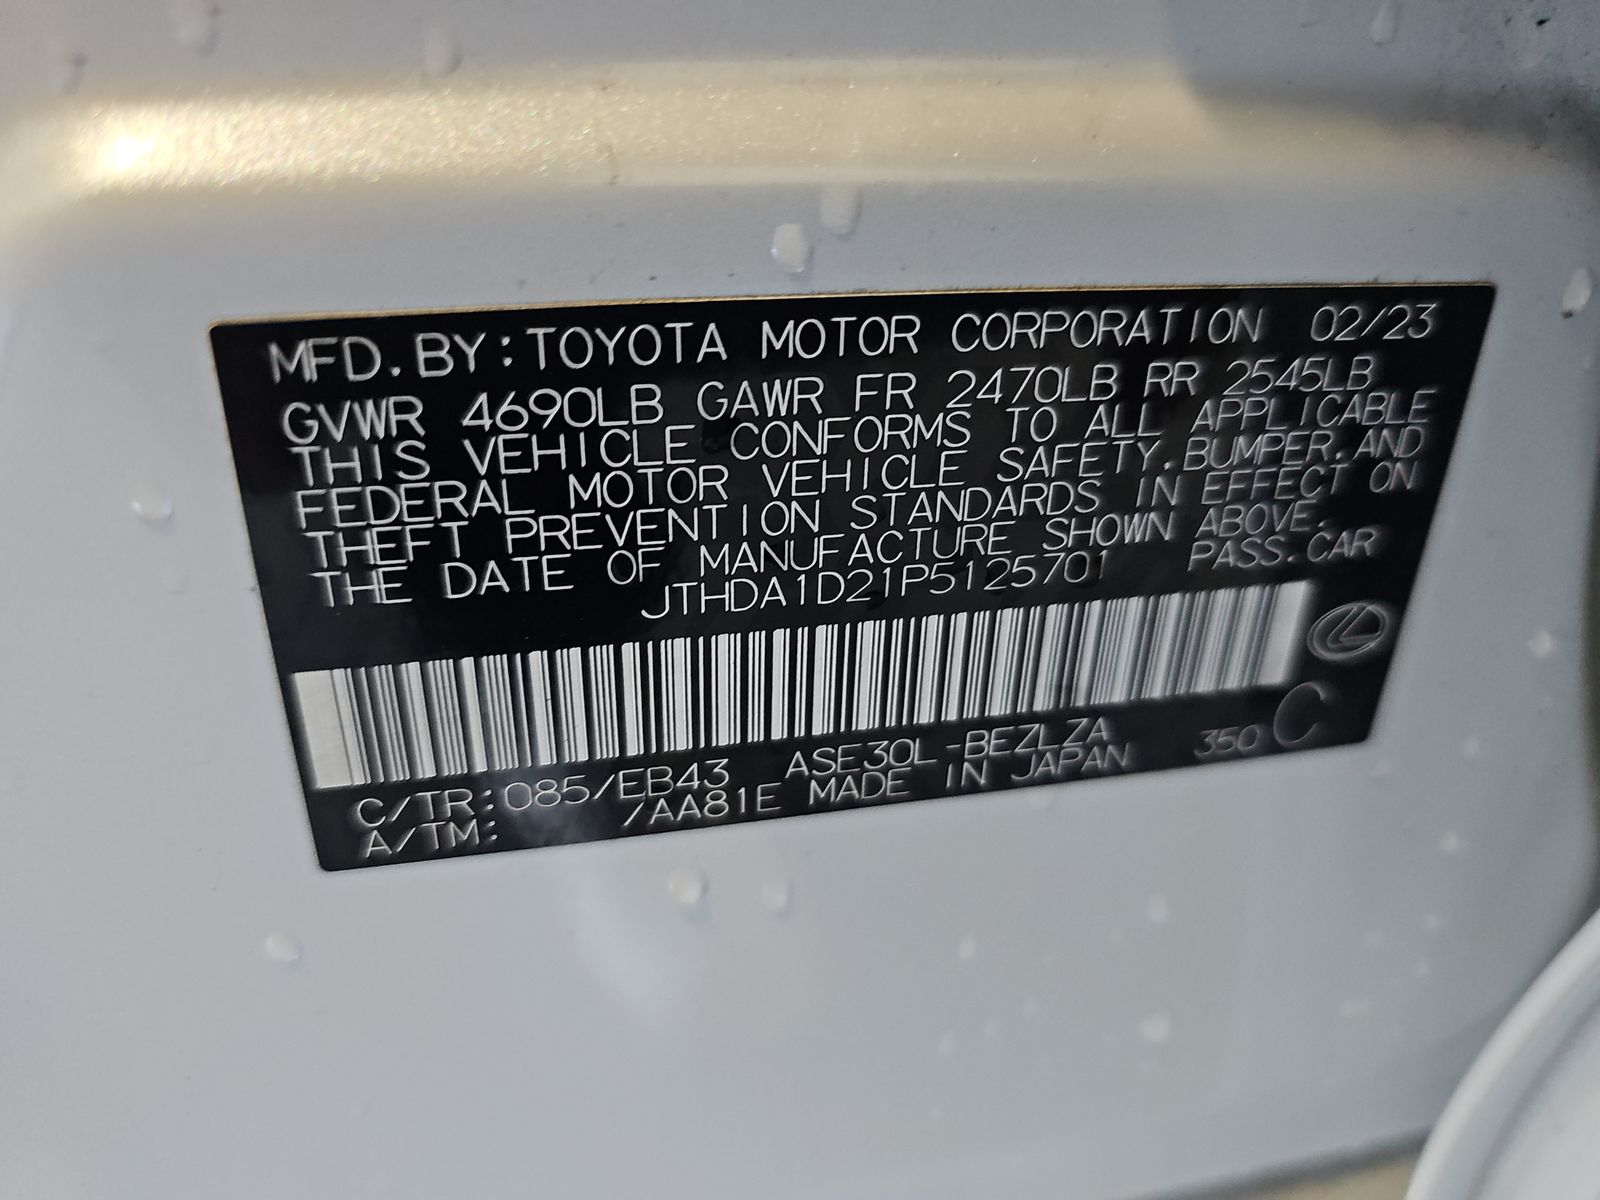 MFD. BY: TOYOTA MOTOR CORPORATION 02/23
GVWR 4690LB GAWR FR 2470LB RR 2545LB
THIS VEHICLE CONFORMS TO ALL APPLICABLE
FEDERAL MOTOR VEHICLE SAFETY, BUMPER, AND
THEFT PREVENTION STANDARDS IN EFFECT ON
THE DATE OF MANUFACTURE SHOWN ABOVE.
JTHDA1D21P5125701 PASS. CAR
C/TR: 085/EB43 ASE30L-BEZLZA 350 C
A/TM: /AA81E MADE IN JAPAN